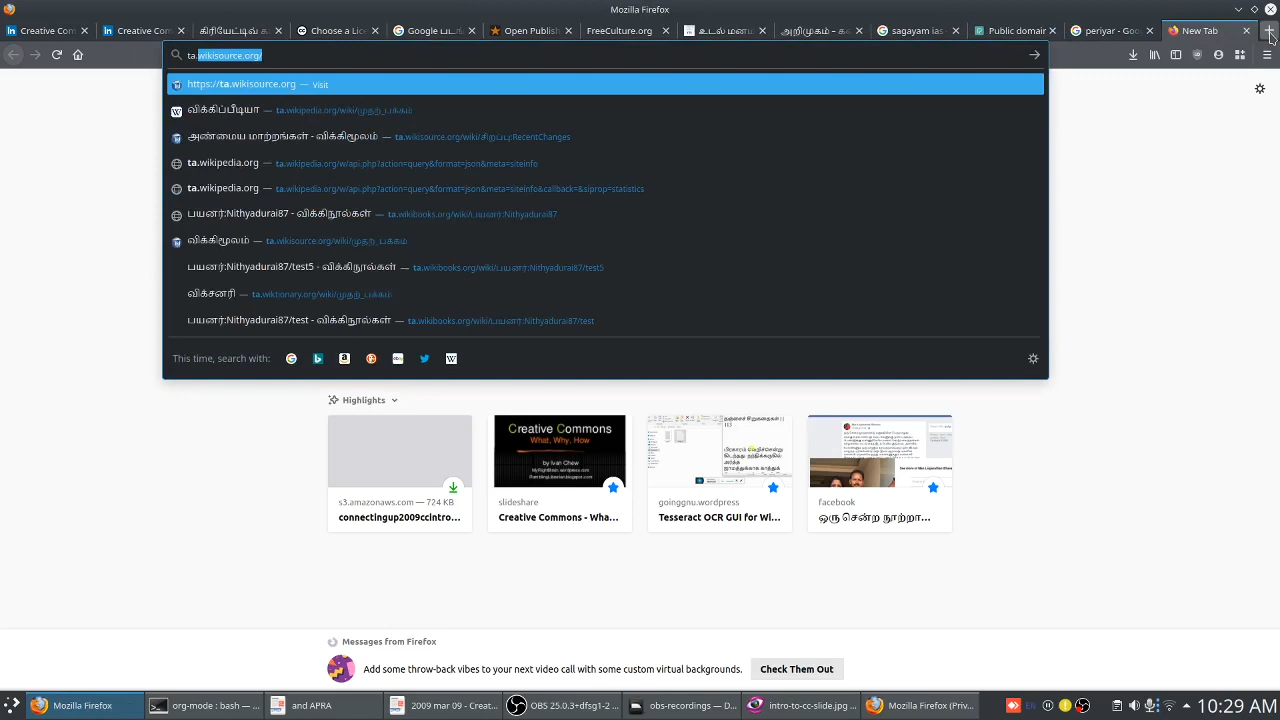 Mozilla Firefox
Creative Com
Creative Com
கிரியேட்டிவ் க
Choose a Lic
Google படங்
Open Publish
FreeCulture.org
உடல் மனம்
அறிமுகம் - க
sagayam ias
Public domai
periyar - Goo
New Tab
ta.wikisource.org/
https://ta.wikisource.org — Visit
விக்கிப்பீடியா — ta.wikipedia.org/wiki/முதற்_பக்கம்
அண்மைய மாற்றங்கள் - விக்கிமூலம் — ta.wikisource.org/wiki/சிறப்பு:RecentChanges
ta.wikipedia.org — ta.wikipedia.org/w/api.php?action=query&format=json&meta=siteinfo
ta.wikipedia.org — ta.wikipedia.org/w/api.php?action=query&format=json&meta=siteinfo&callback=&siprop=statistics
பயனர்:Nithyadurai87 - விக்கிநூல்கள் — ta.wikibooks.org/wiki/பயனர்:Nithyadurai87
விக்கிமூலம் — ta.wikisource.org/wiki/முதற்_பக்கம்
பயனர்:Nithyadurai87/test5 - விக்கிநூல்கள் — ta.wikibooks.org/wiki/பயனர்:Nithyadurai87/test5
விக்சனரி — ta.wiktionary.org/wiki/முதற்_பக்கம்
பயனர்:Nithyadurai87/test - விக்கிநூல்கள் — ta.wikibooks.org/wiki/பயனர்:Nithyadurai87/test
This time, search with:
Highlights
Creative Commons
What, Why, How
by Ivan Chew
s3.amazonaws.com — 724 KB
connectingup2009ccintro...
slideshare
Creative Commons - Wha...
goinggnu.wordpress
Tesseract OCR GUI for Wi...
facebook
ஒரு சென்ற நூற்றா...
Messages from Firefox
Add some throw-back vibes to your next video call with some custom virtual backgrounds.
Check Them Out
Mozilla Firefox
org-mode : bash — ...
and APRA
2009 mar 09 - Creat...
OBS 25.0.3+dfsg1-2 ...
obs-recordings — D...
intro-to-cc-slide.jpg ...
Mozilla Firefox (Priv...
En
10:29 AM